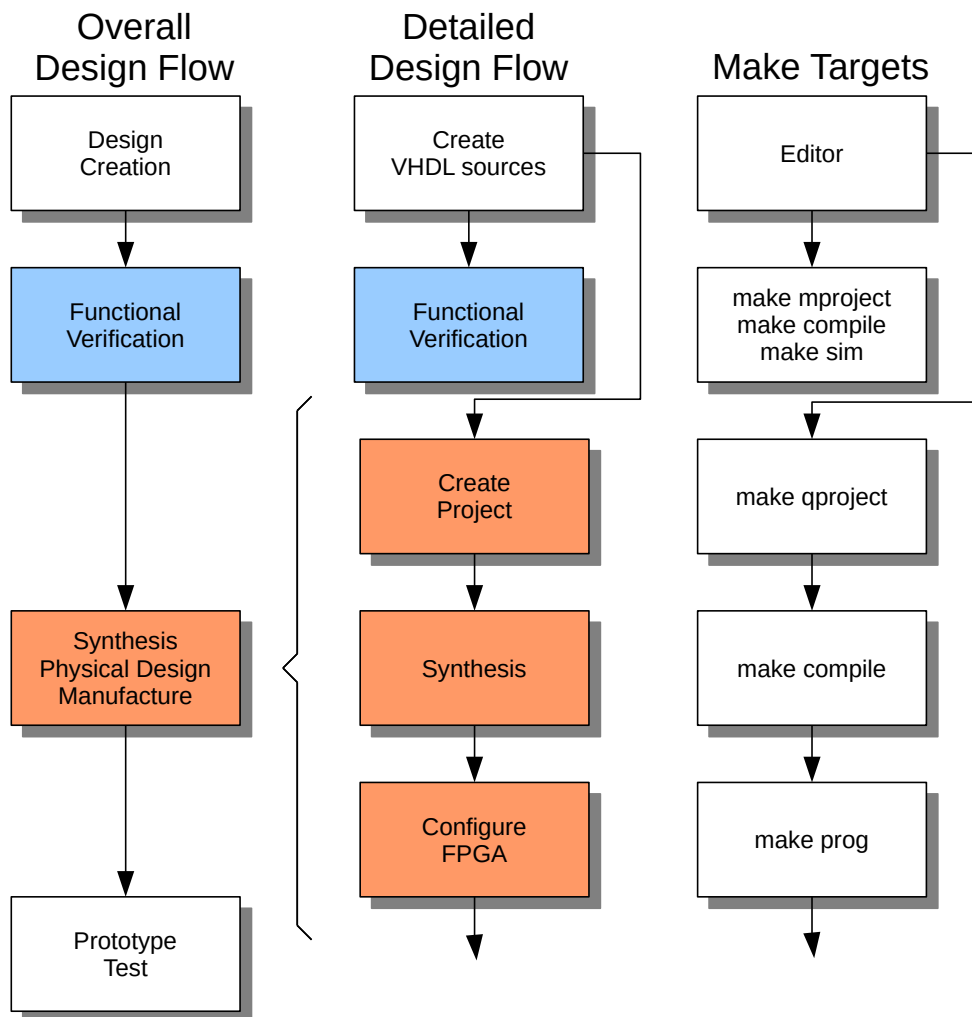 Overall
Design Flow
Design
Creation
Functional
Verification
Synthesis
Physical Design
Manufacture
Prototype
Test
Detailed
Design Flow
Create
VHDL sources
Functional
Verification
Create
Project
Synthesis
Configure
FPGA
Make Targets
Editor
make mproject
make compile
make sim
make qproject
make compile
make prog